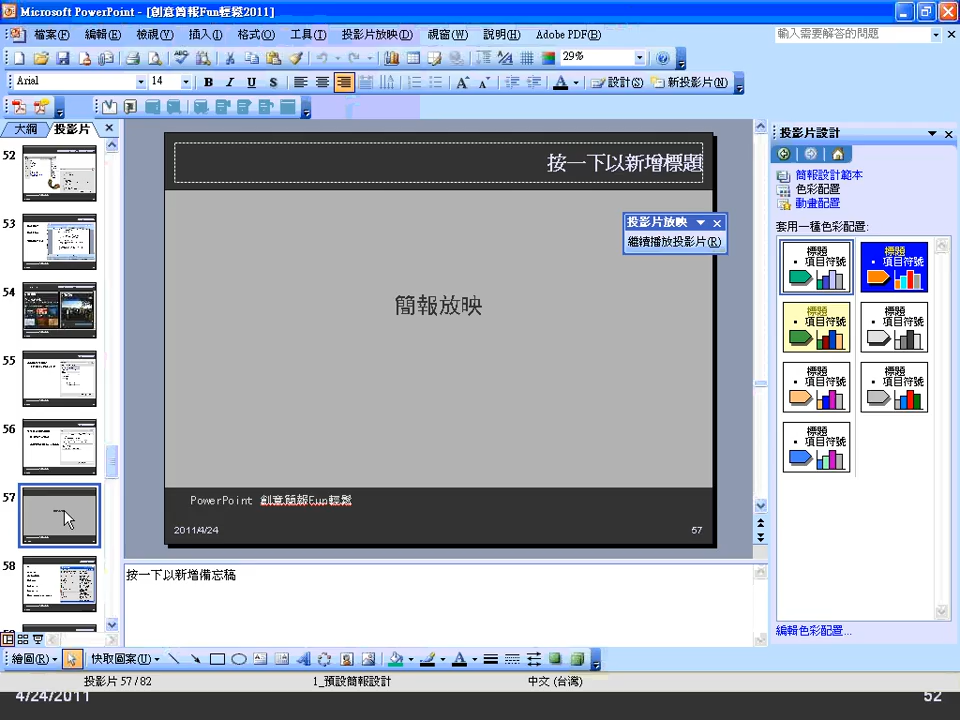 Microsoft PowerPoint - [創意簡報Fun輕鬆2011]
檔案(F) 編輯(E) 檢視(V) 插入(I) 格式(O) 工具(T) 投影片放映(D) 視窗(W) 說明(H) Adobe PDF(B) 輸入需要解答的問題
29%
Arial 14 B I U S A A A 設計(S) 新投影片(N)
大綱 投影片
投影片設計
52
53
54
55
56
57
58
按一下以新增標題
投影片放映
繼續播放投影片(R)
簡報放映
PowerPoint 創意簡報Fun輕鬆
2011/4/24
57
按一下以新增備忘稿
簡報設計範本
色彩配置
動畫配置
套用一種色彩配置:
標題
• 項目符號
標題
• 項目符號
標題
• 項目符號
標題
• 項目符號
標題
• 項目符號
標題
• 項目符號
標題
• 項目符號
編輯色彩配置...
繪圖(R) 快取圖案(U)
投影片 57 / 82 1_預設簡報設計 中文 (台灣)
4/24/2011
52